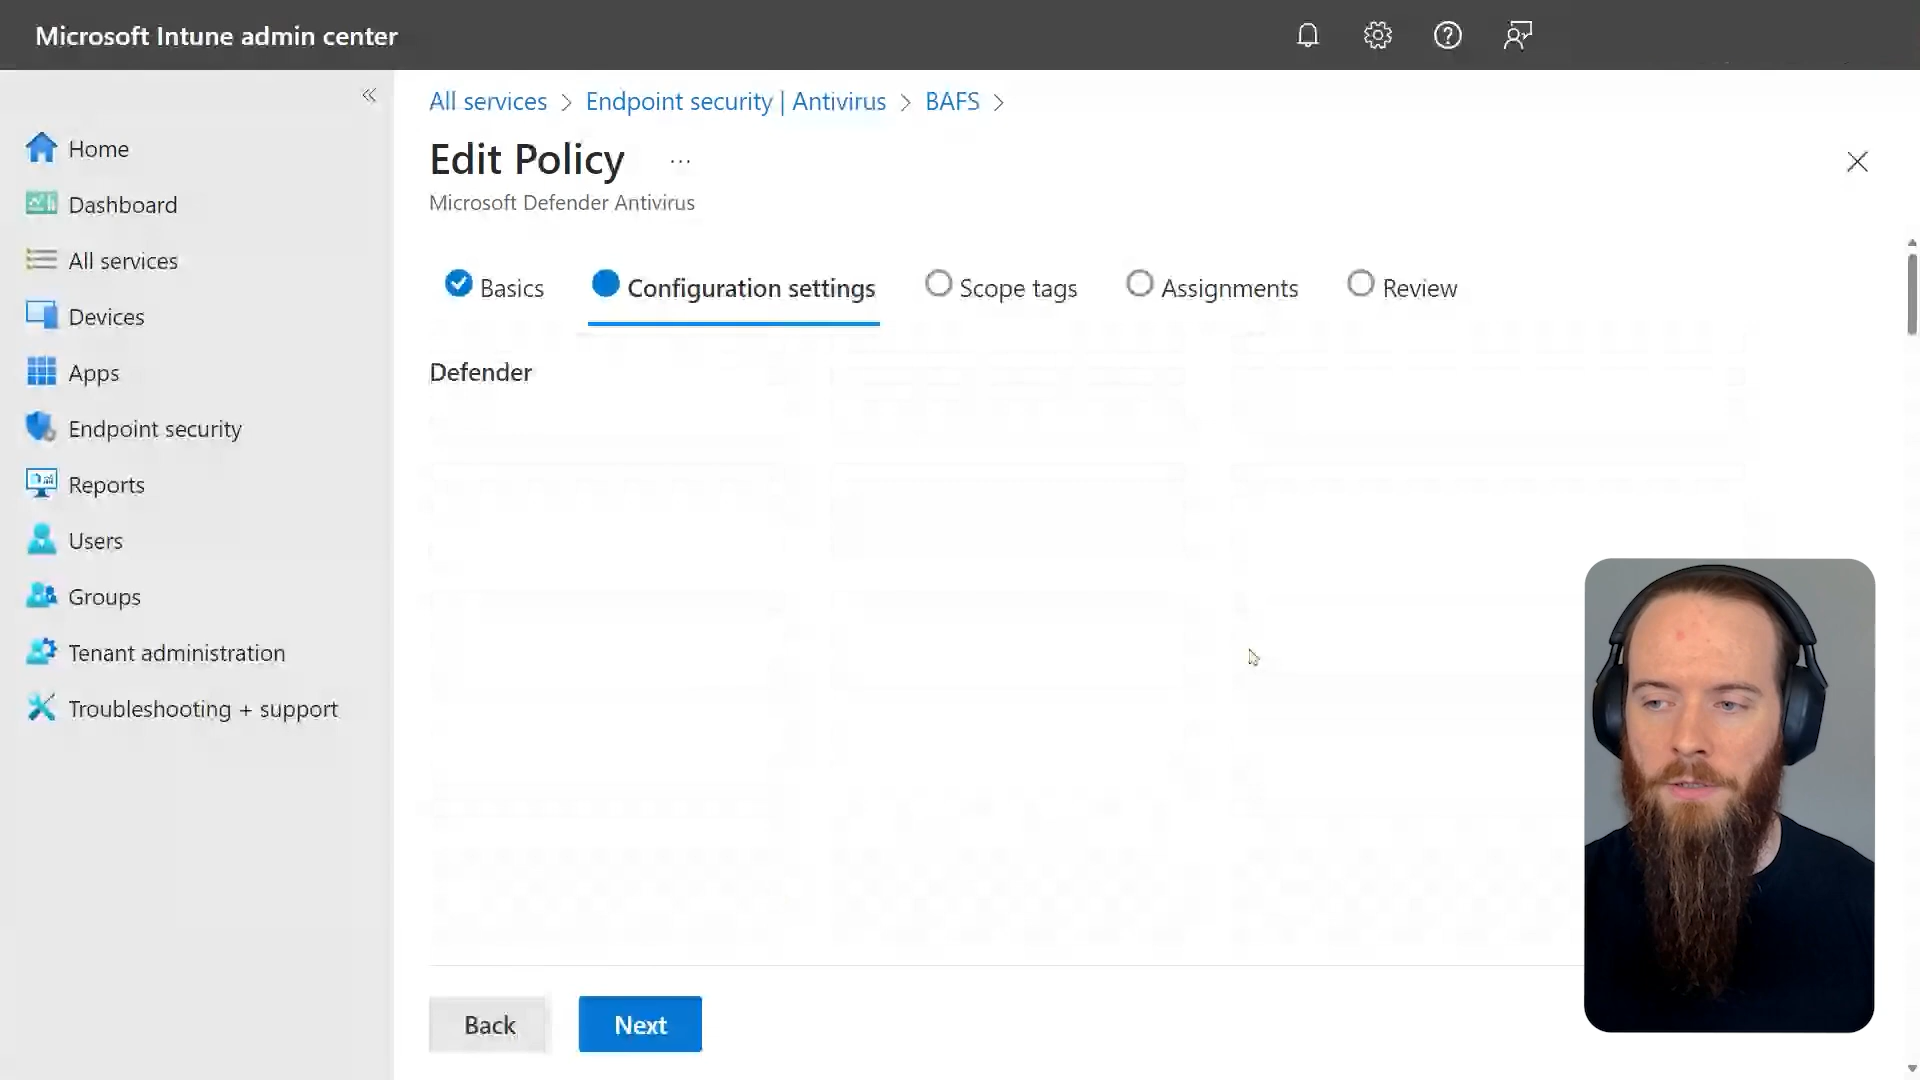 Microsoft Intune admin center
All services > Endpoint security | Antivirus > BAFS >
Edit Policy ...
Microsoft Defender Antivirus
Home
Dashboard
All services
Devices
Apps
Endpoint security
Reports
Users
Groups
Tenant administration
Troubleshooting + support
Basics
Configuration settings
Scope tags
Assignments
Review
Defender
Back
Next